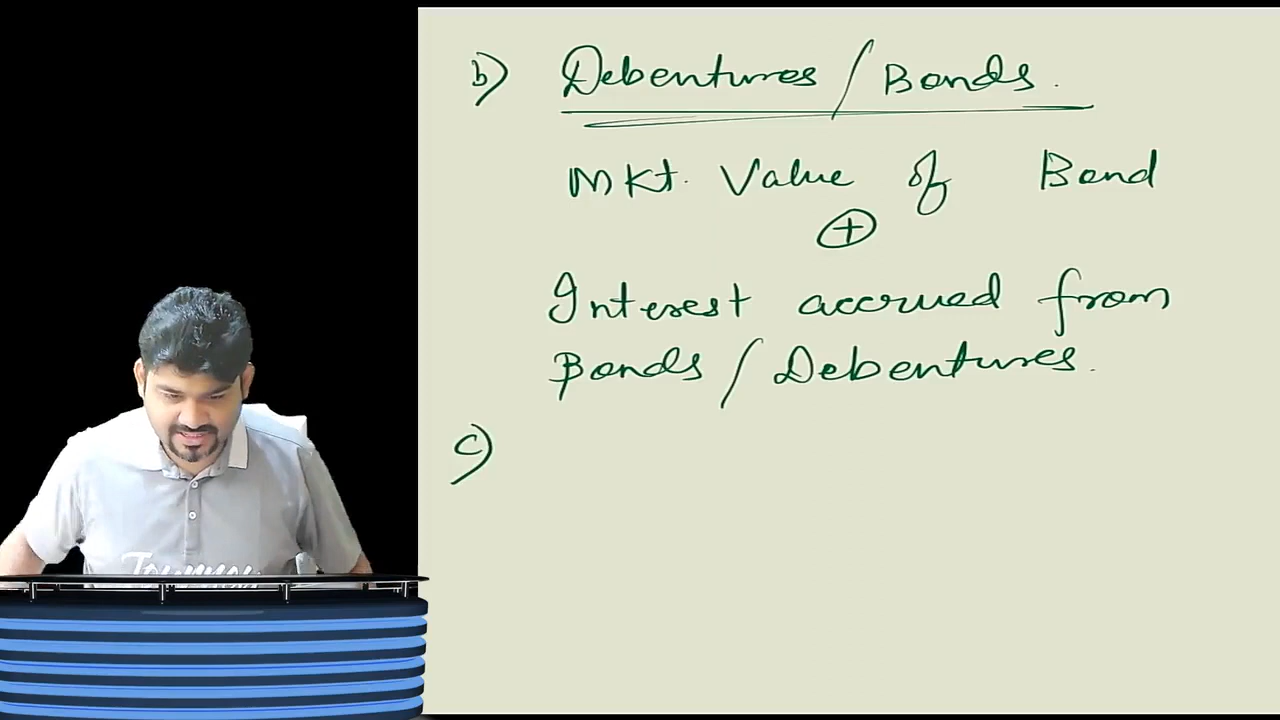 b) Debentures / Bonds.
Mkt. Value of Bond
+
Interest accrued from
Bonds / Debentures.
c)